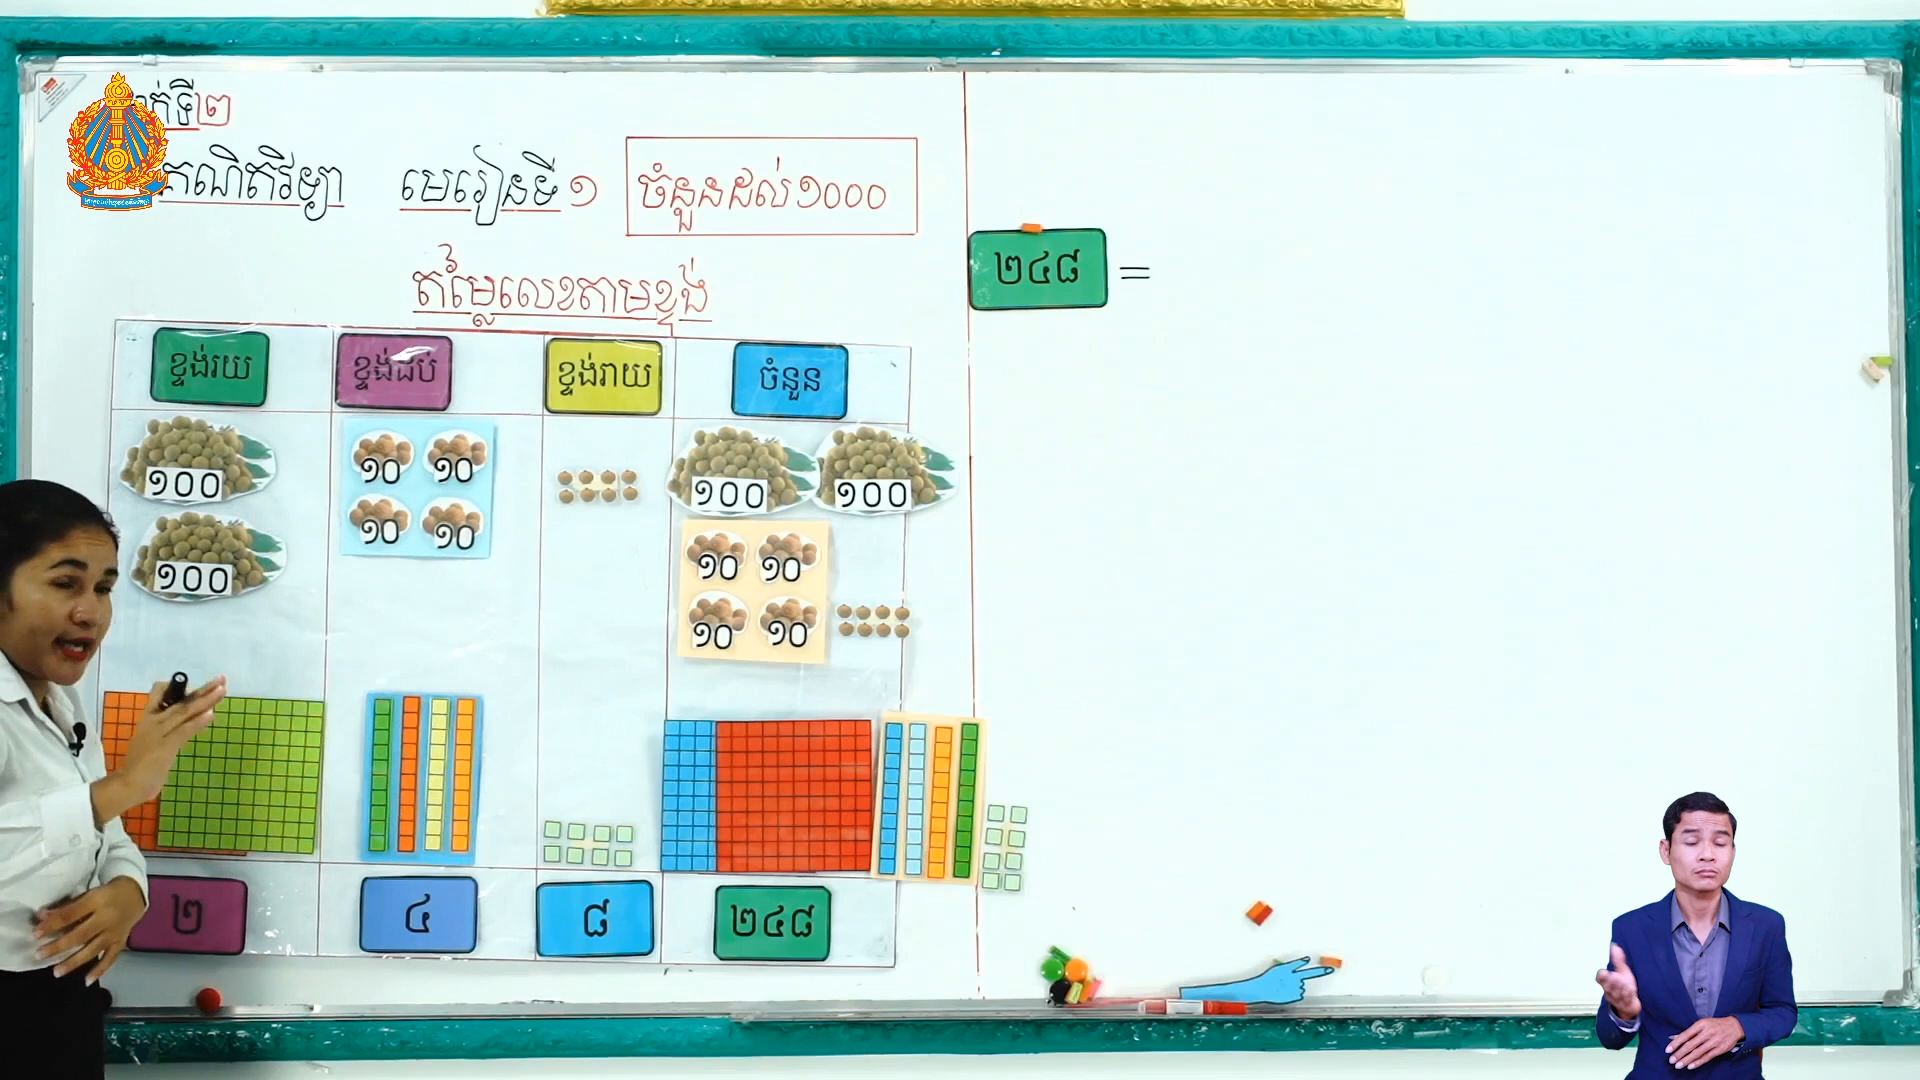 ទី២
គណិតវិទ្យា មេរៀនទី ១ ចំនួនដល់១០០០
តម្លៃលេខតាមខ្ទង់
ខ្ទង់រយ ខ្ទង់ដប់ ខ្ទង់រាយ ចំនួន
១០០ ១០ ១០ ១០០ ១០០
១០ ១០
១០០ ១០ ១០
១០ ១០
២ ៤ ៨ ២៤៨
២៤៨ =